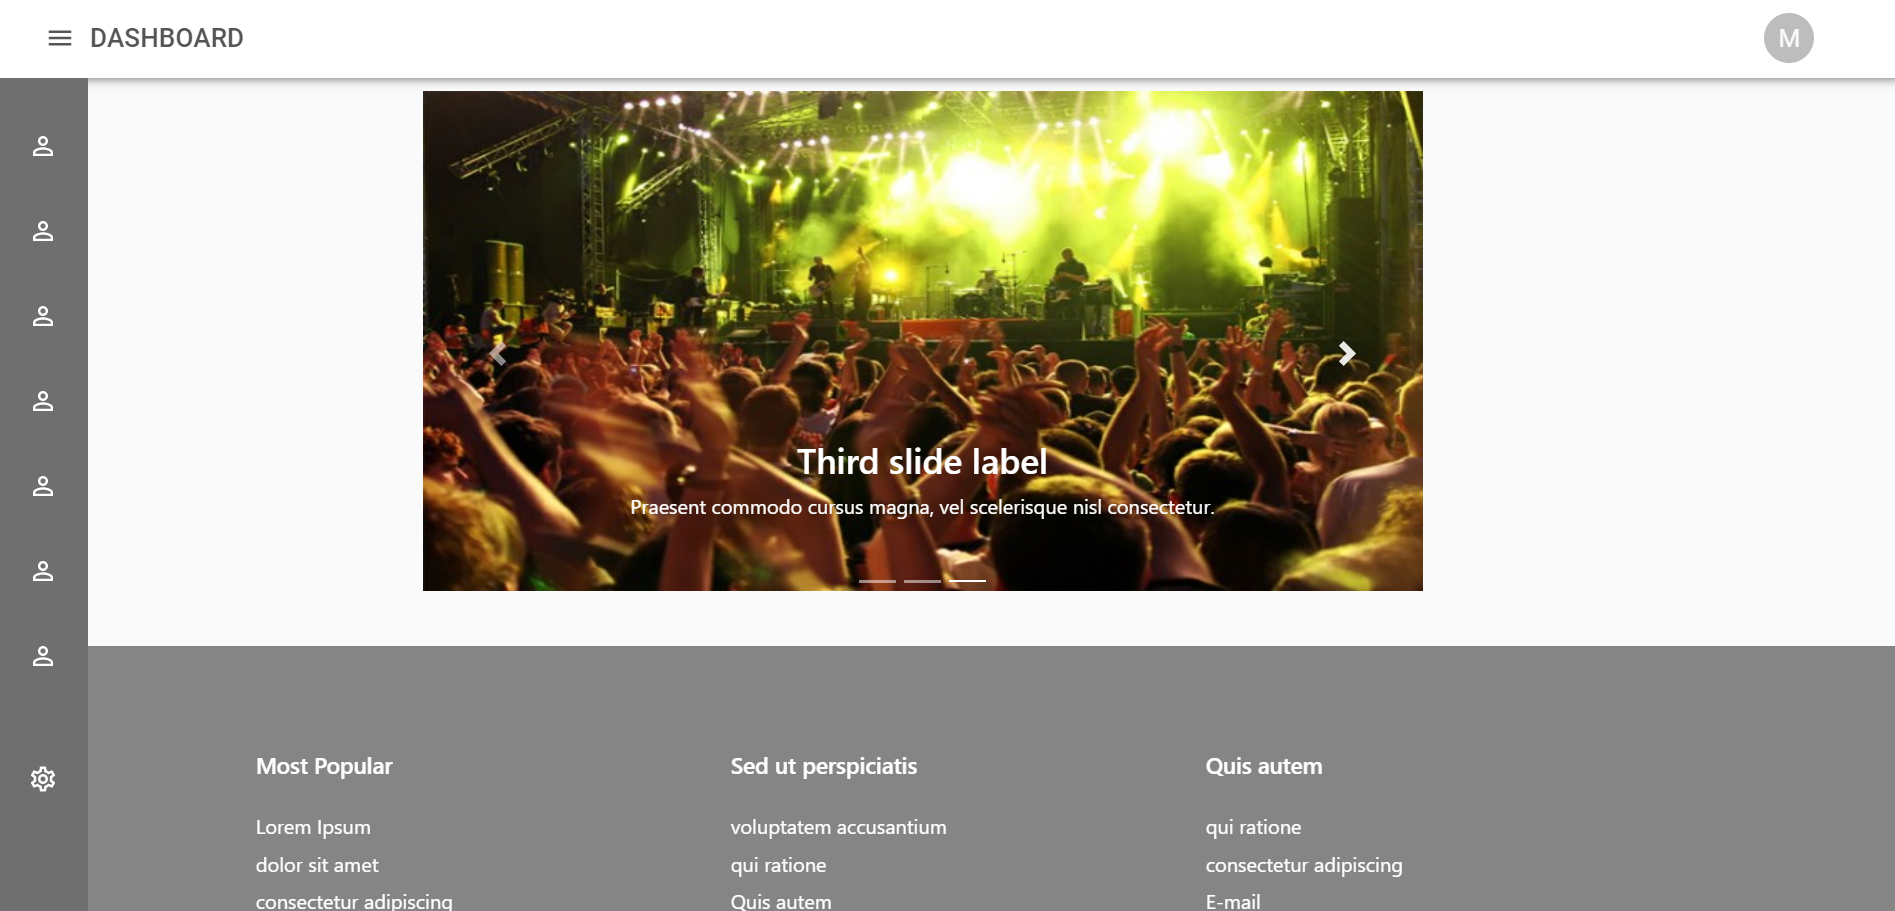 DASHBOARD
M
Third slide label
Praesent commodo cursus magna, vel scelerisque nisl consectetur.
Most Popular
Lorem Ipsum
dolor sit amet
consectetur adipiscing
Sed ut perspiciatis
voluptatem accusantium
qui ratione
Quis autem
Quis autem
qui ratione
consectetur adipiscing
E-mail